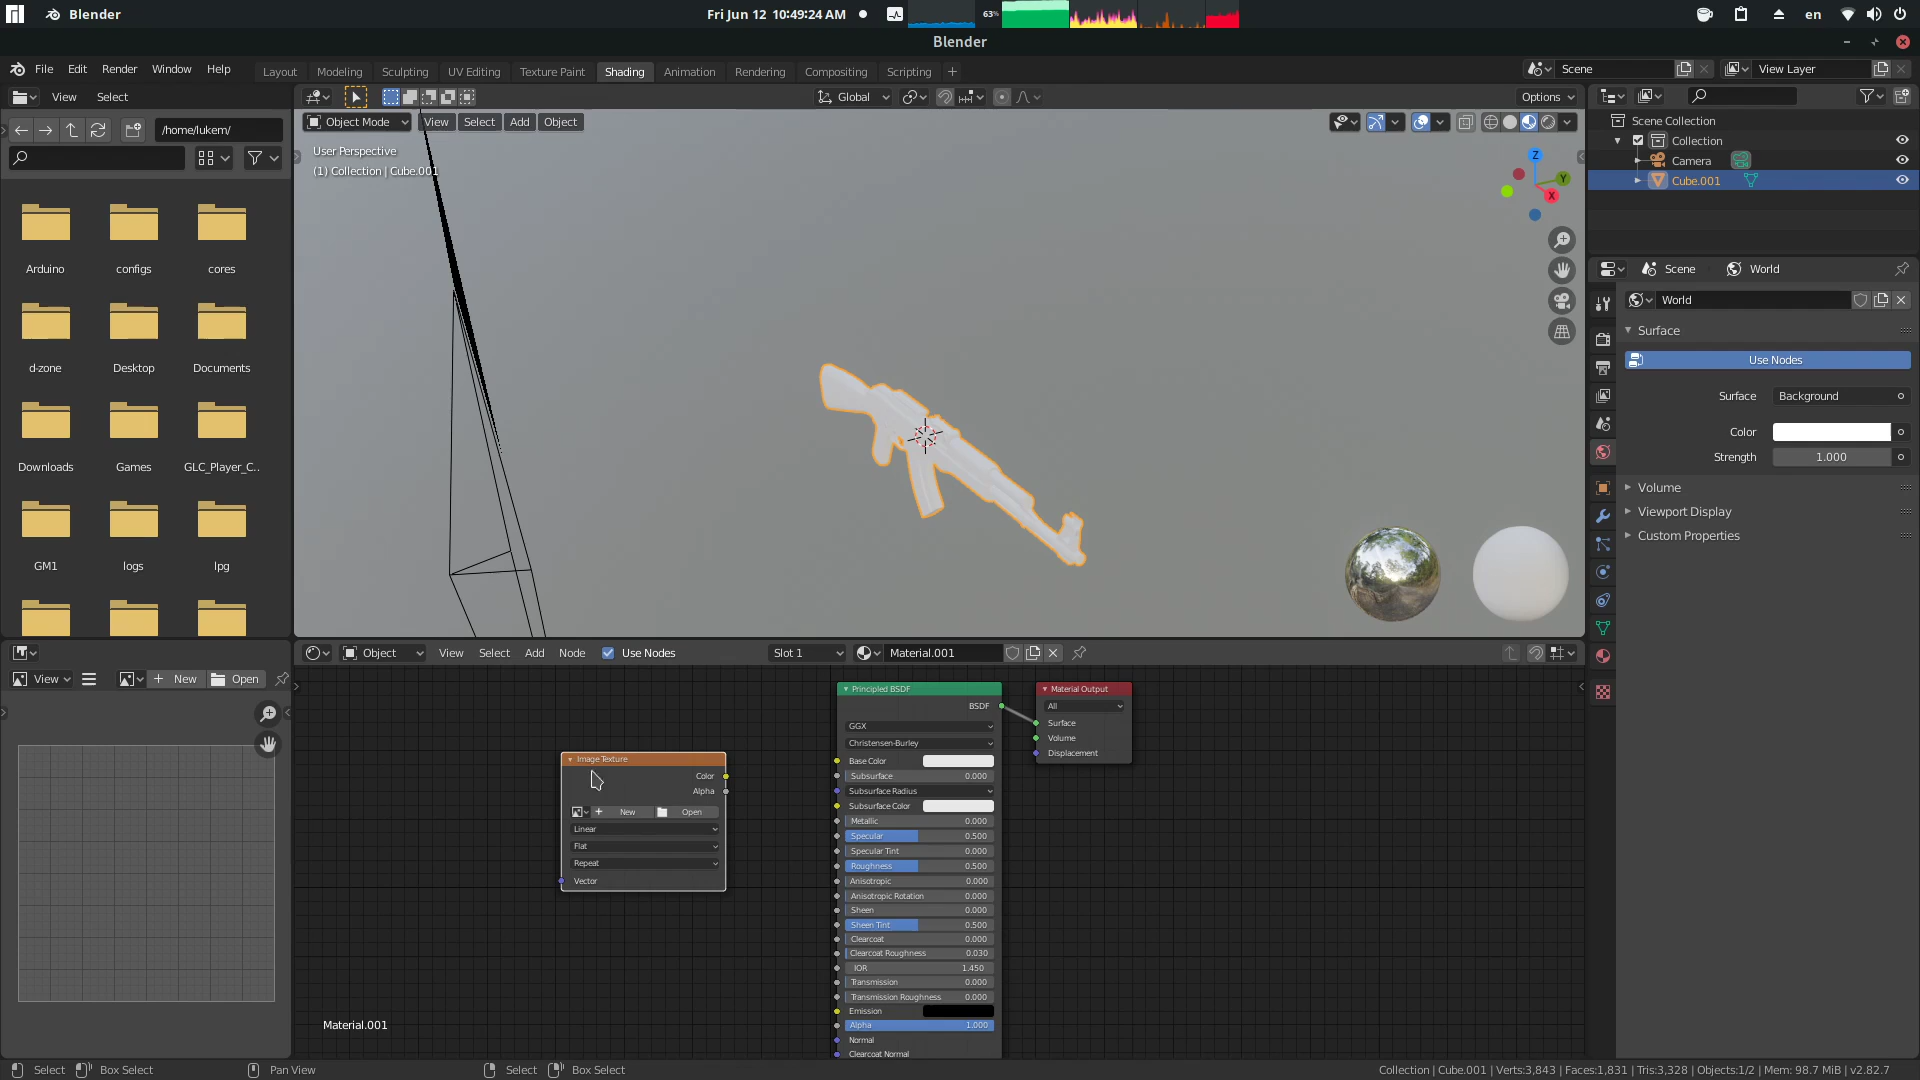 Blender
Fri Jun 12 10:49:24 AM
63%
en
Blender
File Edit Render Window Help
Layout Modeling Sculpting UV Editing Texture Paint Shading Animation Rendering Compositing Scripting +
Scene
View Layer
View Select
Global
Options
/home/lukem/
Object Mode View Select Add Object
User Perspective
(1) Collection | Cube.001
Z
Y
X
Scene Collection
Collection
Camera
Cube.001
Arduino configs cores
d-zone Desktop Documents
Downloads Games GLC_Player_C..
GM1 logs lpg
Scene World
World
Surface
Use Nodes
Surface Background
Color
Strength 1.000
Volume
Viewport Display
Custom Properties
Object View Select Add Node Use Nodes Slot 1 Material.001
View New Open
Image Texture
Color
Alpha
New Open
Linear
Flat
Repeat
Vector
Principled BSDF
BSDF
GGX
Christensen-Burley
Base Color
Subsurface 0.000
Subsurface Radius
Subsurface Color
Metallic 0.000
Specular 0.500
Specular Tint 0.000
Roughness 0.500
Anisotropic 0.000
Anisotropic Rotation 0.000
Sheen 0.000
Sheen Tint 0.500
Clearcoat 0.000
Clearcoat Roughness 0.030
IOR 1.450
Transmission 0.000
Transmission Roughness 0.000
Emission
Alpha 1.000
Normal
Clearcoat Normal
Material Output
All
Surface
Volume
Displacement
Material.001
Select Box Select Pan View Select Box Select
Collection | Cube.001 | Verts:3,843 | Faces:1,831 | Tris:3,328 | Objects:1/2 | Mem: 98.7 MiB | v2.82.7